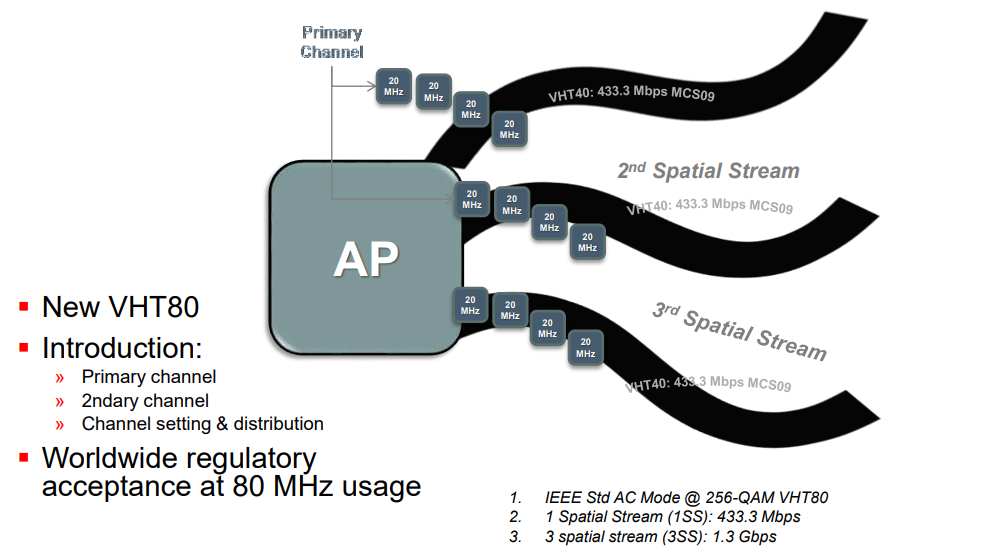 Primary
Channel
20
MHz
20
MHz
20
MHz
20
MHz
VHT40: 433.3 Mbps MCS09
2nd Spatial Stream
20
MHz
20
MHz
20
MHz
20
MHz
VHT40: 433.3 Mbps MCS09
AP
20
MHz
20
MHz
20
MHz
20
MHz
3rd Spatial Stream
VHT40: 433.3 Mbps MCS09
▪ New VHT80
▪ Introduction:
» Primary channel
» 2ndary channel
» Channel setting & distribution
▪ Worldwide regulatory
acceptance at 80 MHz usage
1. IEEE Std AC Mode @ 256-QAM VHT80
2. 1 Spatial Stream (1SS): 433.3 Mbps
3. 3 spatial stream (3SS): 1.3 Gbps